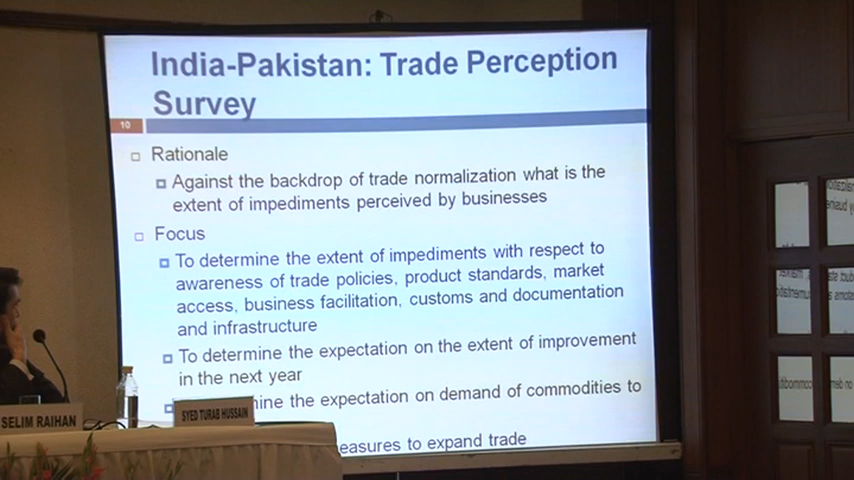 India-Pakistan: Trade Perception
Survey
10
Rationale
Against the backdrop of trade normalization what is the
extent of impediments perceived by businesses
Focus
To determine the extent of impediments with respect to
awareness of trade policies, product standards, market
access, business facilitation, customs and documentation
and infrastructure
To determine the expectation on the extent of improvement
in the next year
the expectation on demand of commodities to
to expand trade
SELIM RAIHAN
SYED TURAB HUSSAIN